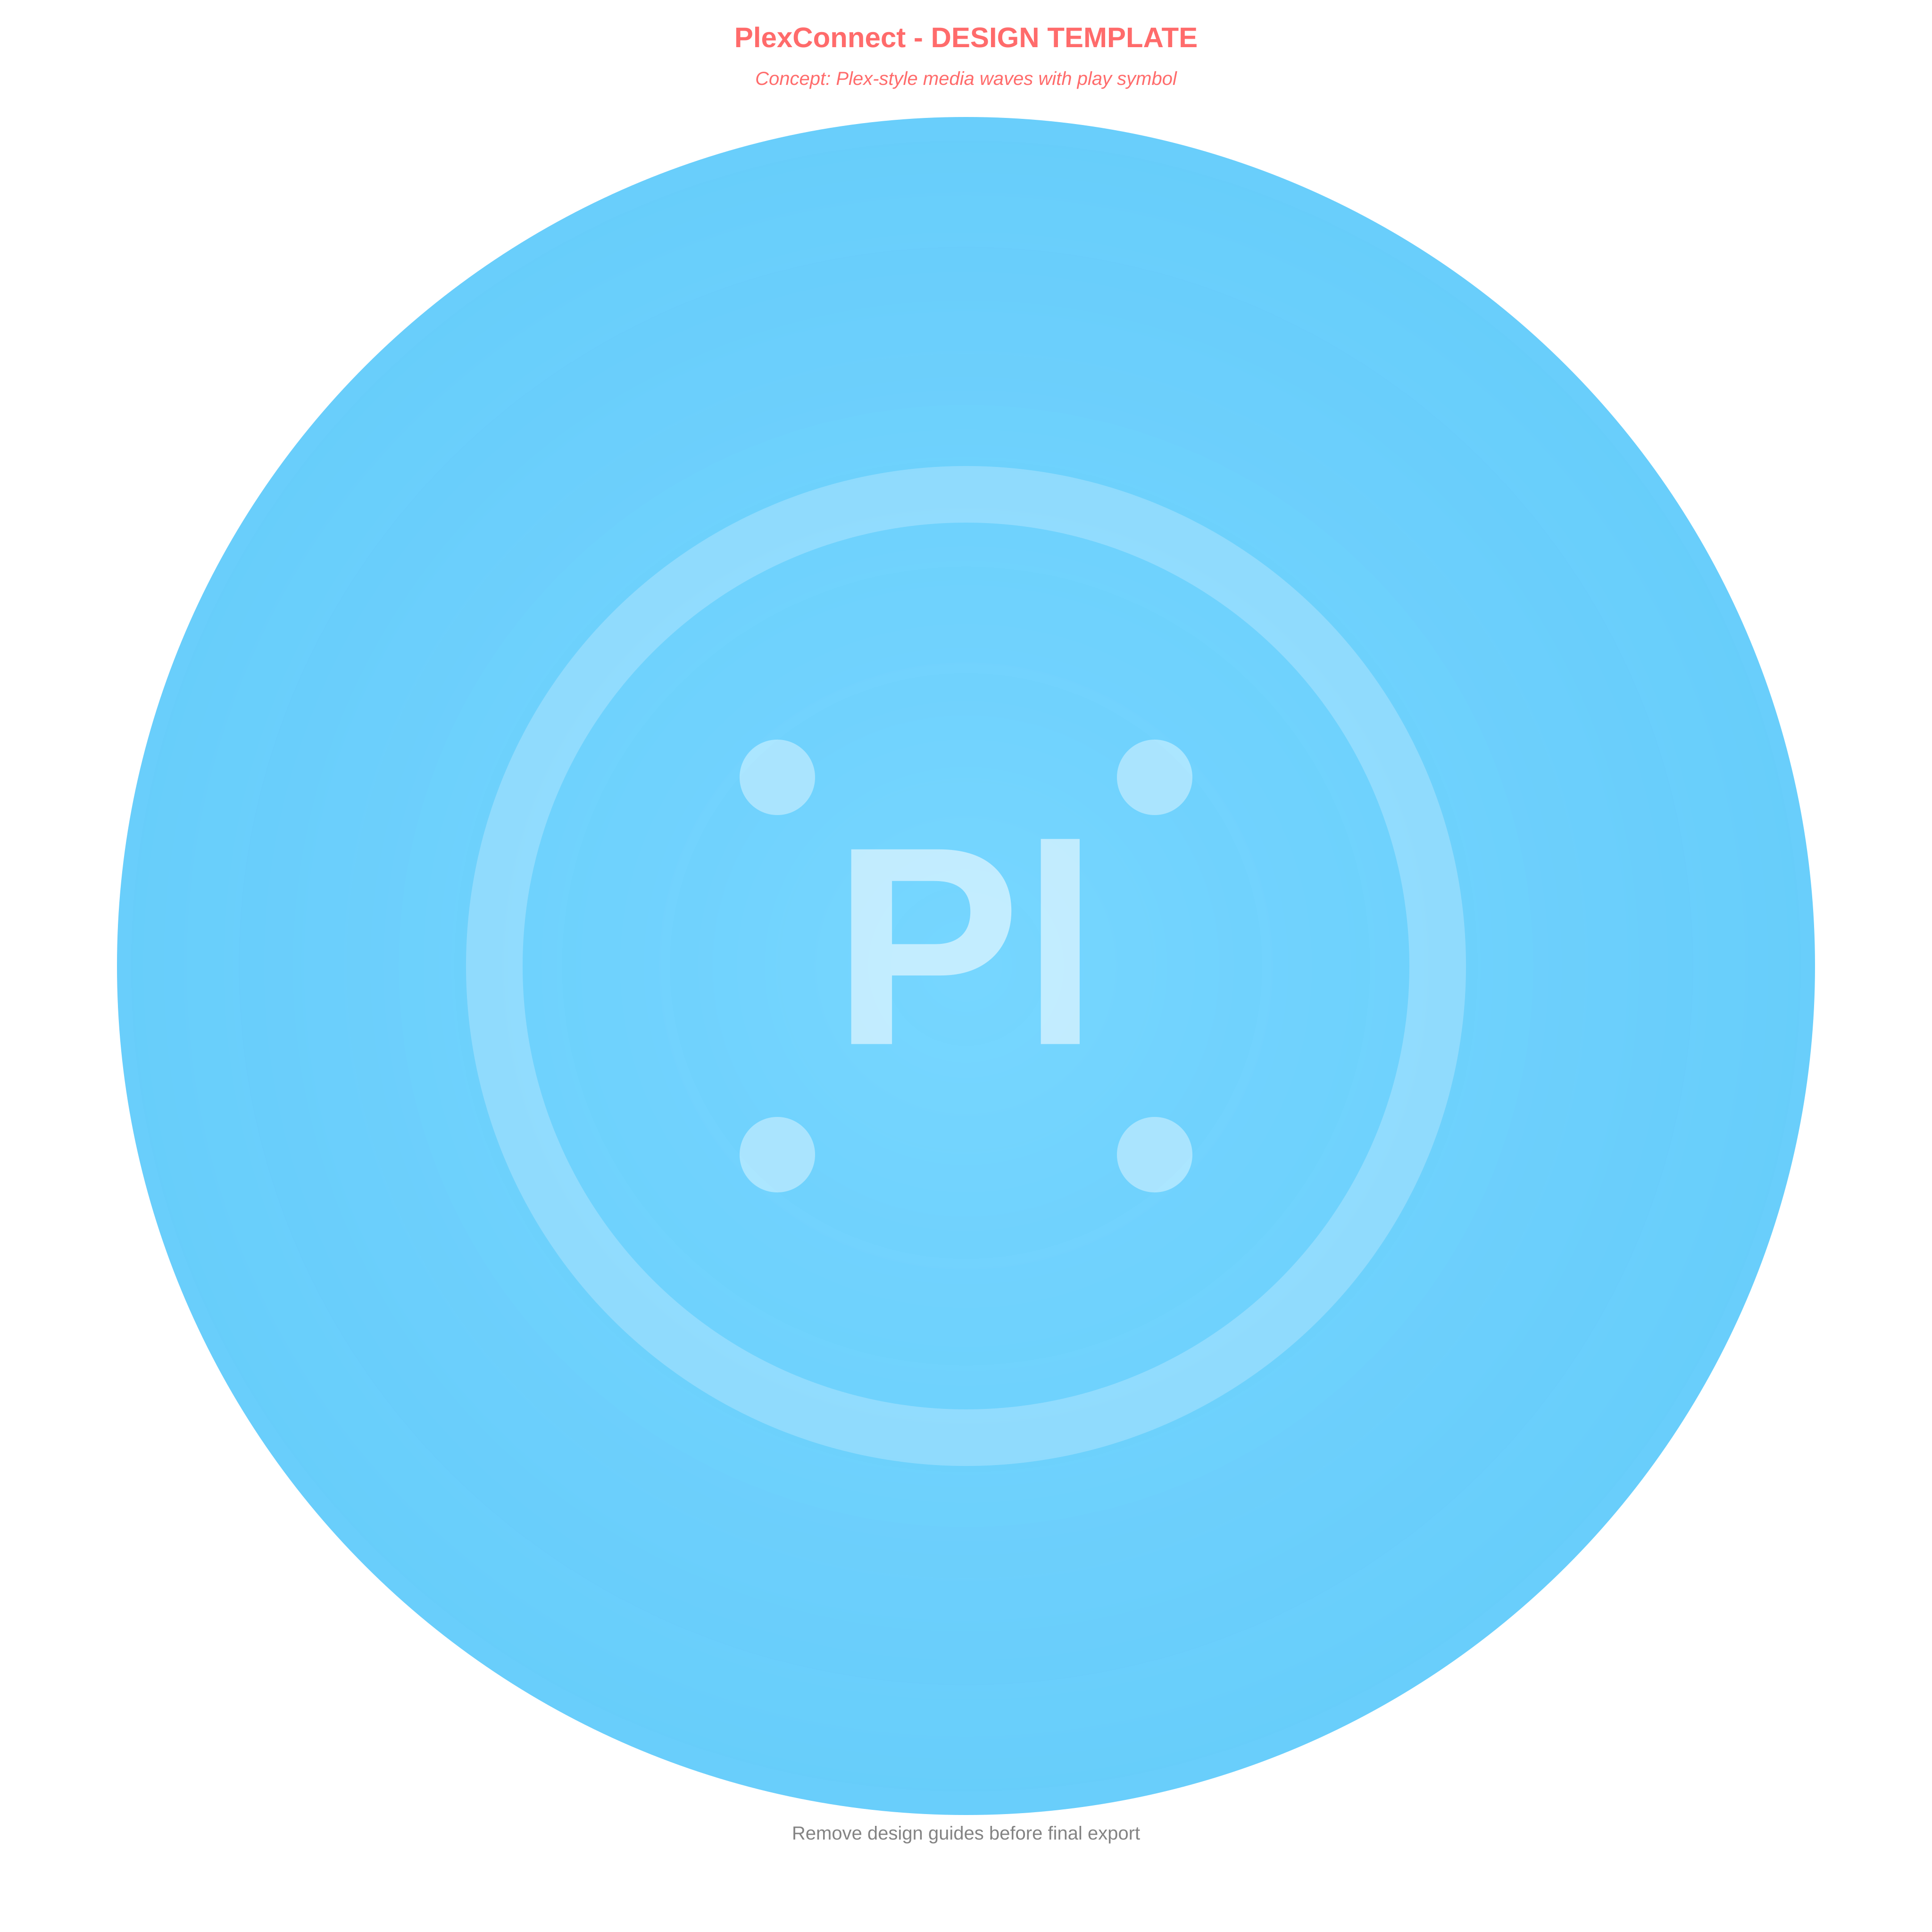 PlexConnect - DESIGN TEMPLATE
Concept: Plex-style media waves with play symbol
Pl
Remove design guides before final export